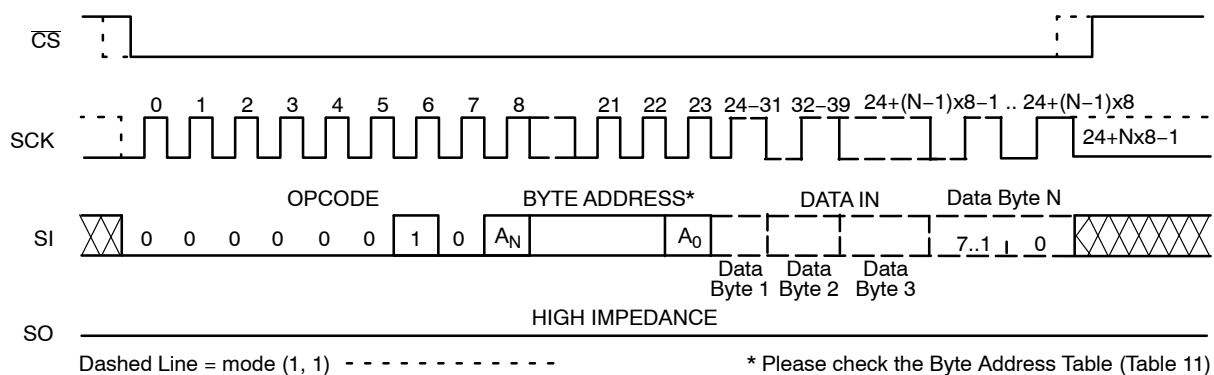 CS
0 1 2 3 4 5 6 7 8 21 22 23 24−31 32−39 24+(N−1)x8−1 .. 24+(N−1)x8
SCK
24+Nx8−1
OPCODE BYTE ADDRESS* DATA IN Data Byte N
SI 0 0 0 0 0 0 1 0 AN A0 7..1 0
Data Data Data
Byte 1 Byte 2 Byte 3
HIGH IMPEDANCE
SO
Dashed Line = mode (1, 1) * Please check the Byte Address Table (Table 11)